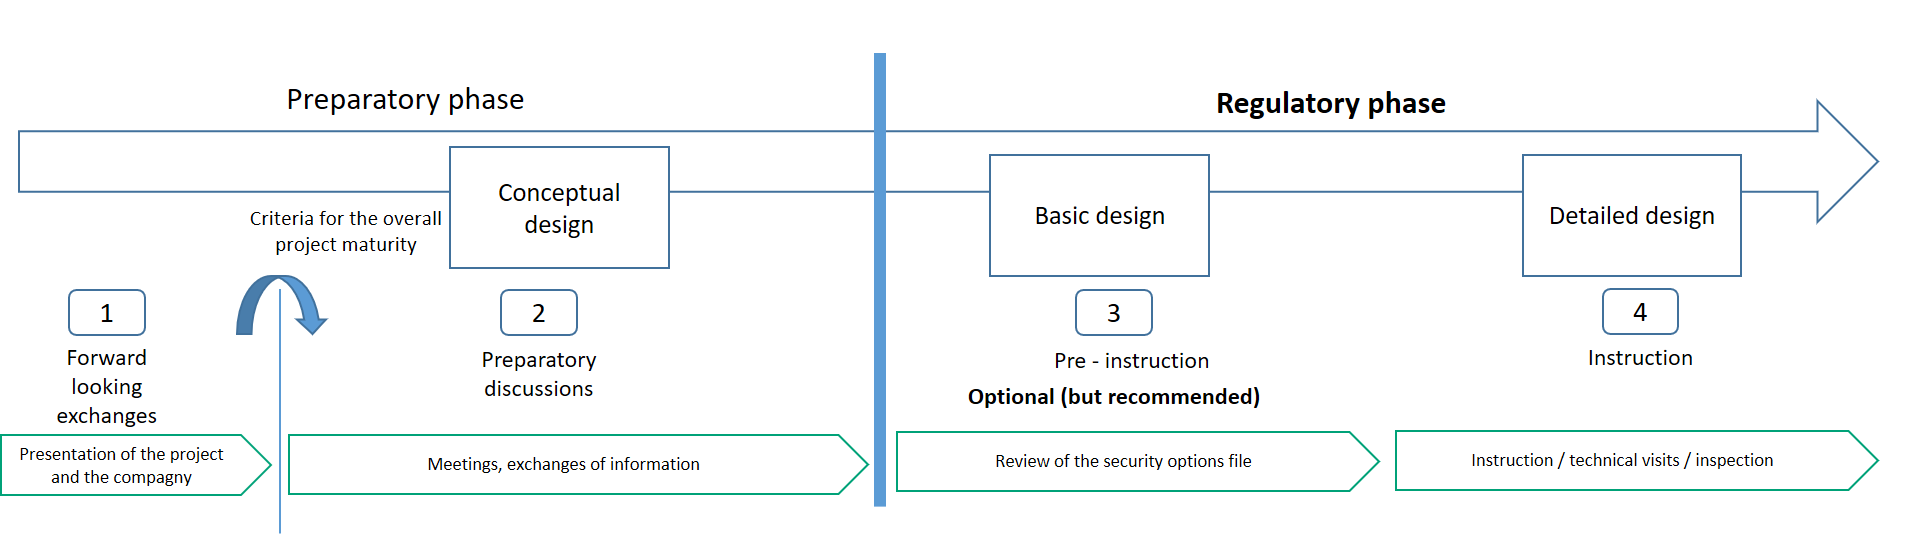 Preparatory phase
Regulatory phase
Conceptual
design
Basic design
Detailed design
Criteria for the overall
project maturity
1
2
3
4
Forward
looking
exchanges
Preparatory
discussions
Pre - instruction
Optional (but recommended)
Instruction
Presentation of the project
and the compagny
Meetings, exchanges of information
Review of the security options file
Instruction / technical visits / inspection